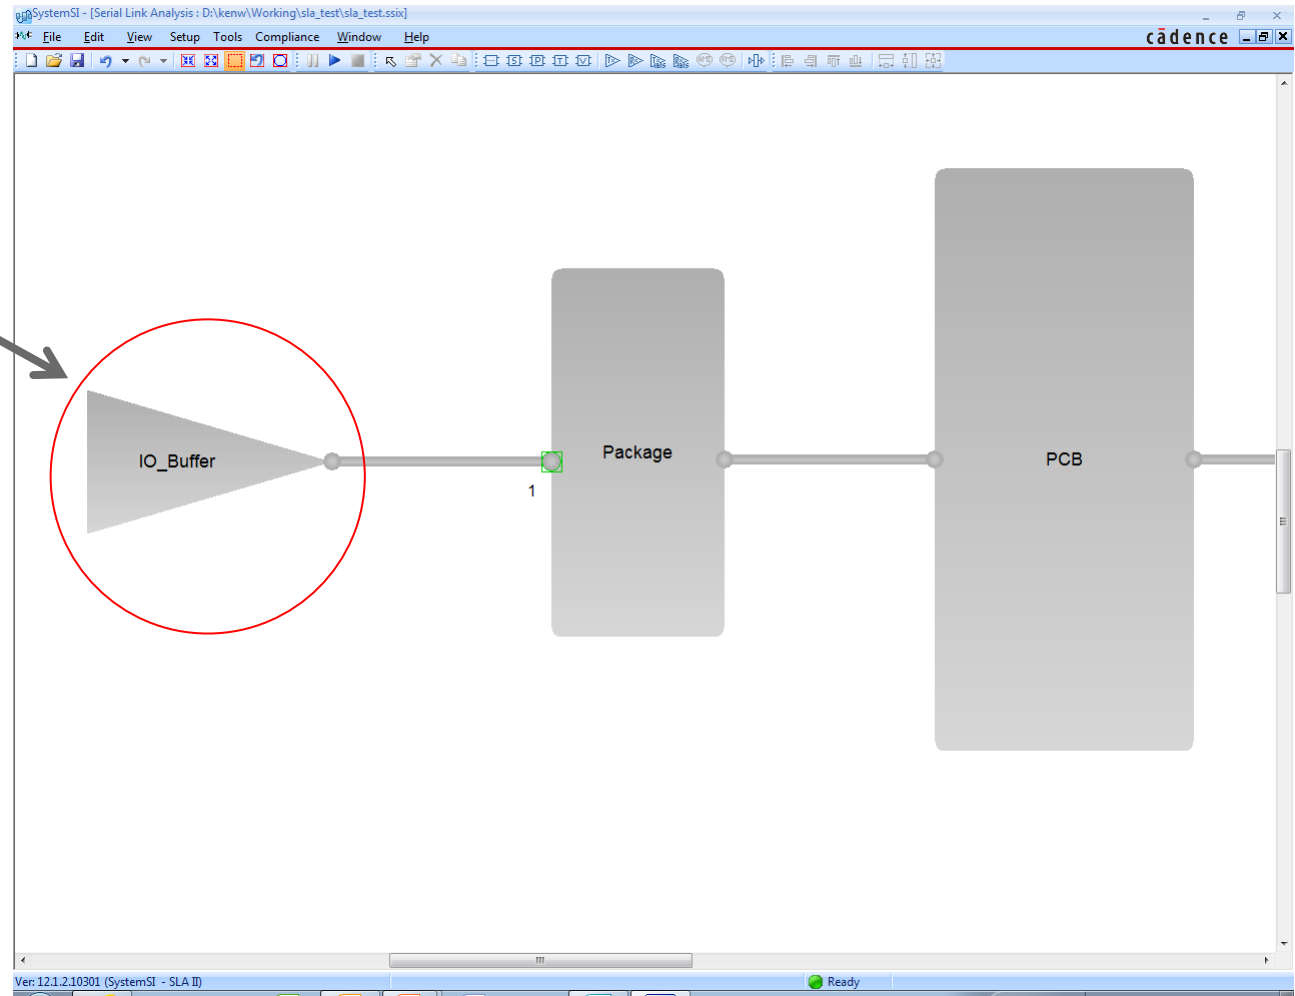 SystemSI - [Serial Link Analysis : D:\kenw\Working\sla_test\sla_test.ssix]
File Edit View Setup Tools Compliance Window Help
cādence
IO_Buffer
Package
PCB
1
Ver: 12.1.2.10301 (SystemSI - SLA II)
Ready